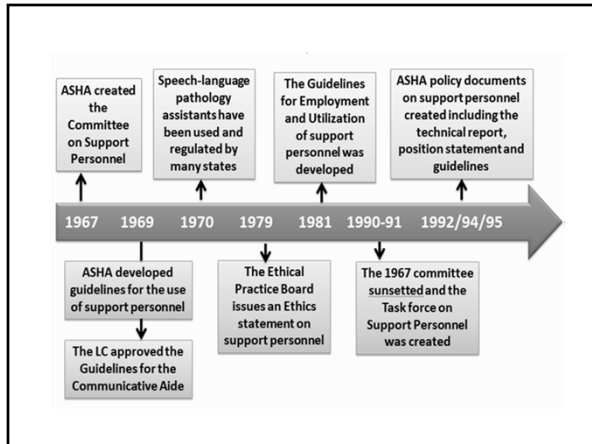 ASHA created
the
Committee
on Support
Personnel
Speech-language
pathology
assistants have
been used and
regulated by
many states
The Guidelines
for Employment
and Utilization
of support
personnel was
developed
ASHA policy documents
on support personnel
created including the
technical report,
position statement and
guidelines
1967 1969 1970 1979 1981 1990-91 1992/94/95
ASHA developed
guidelines for the use
of support personnel
The LC approved the
Guidelines for the
Communicative Aide
The Ethical
Practice Board
issues an Ethics
statement on
support personnel
The 1967 committee
sunsetted and the
Task force on
Support Personnel
was created